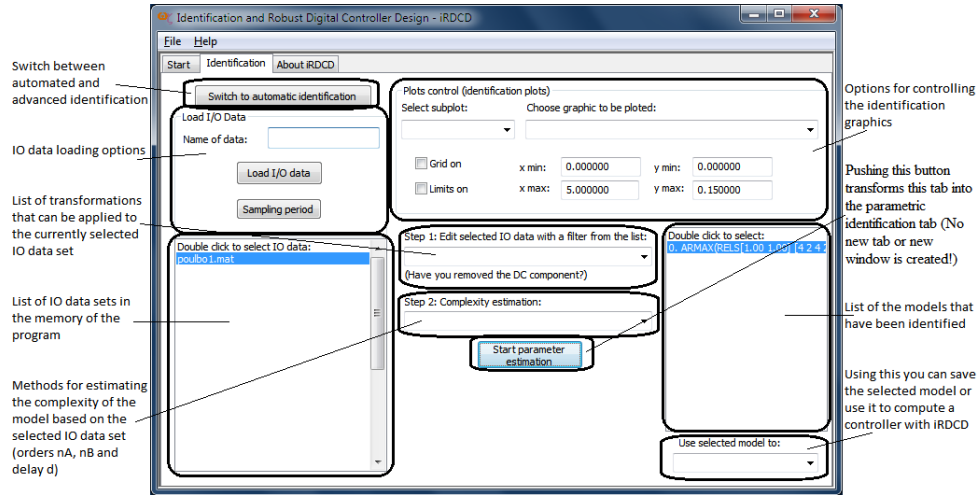 Identification and Robust Digital Controller Design - iRDCD
File Help
Start Identification About iRDCD
Switch to automatic identification
Load I/O Data
Name of data:
Load I/O data
Sampling period
Plots control (identification plots)
Select subplot: Choose graphic to be ploted:
Grid on x min: 0.000000 y min: 0.000000
Limits on x max: 5.000000 y max: 0.150000
Double click to select IO data:
poulbo1.mat
Step 1: Edit selected IO data with a filter from the list:
(Have you removed the DC component?)
Step 2: Complexity estimation:
Start parameter
estimation
Double click to select:
0. ARMAX(RELS[1.00 1.00] [4 2 4
Use selected model to:
Switch between
automated and
advanced identification
IO data loading options
List of transformations
that can be applied to
the currently selected
IO data set
List of IO data sets in
the memory of the
program
Methods for estimating
the complexity of the
model based on the
selected IO data set
(orders nA, nB and
delay d)
Options for controlling
the identification
graphics
Pushing this button
transforms this tab into
the parametric
identification tab (No
new tab or new
window is created!)
List of the models that
have been identified
Using this you can save
the selected model or
use it to compute a
controller with iRDCD